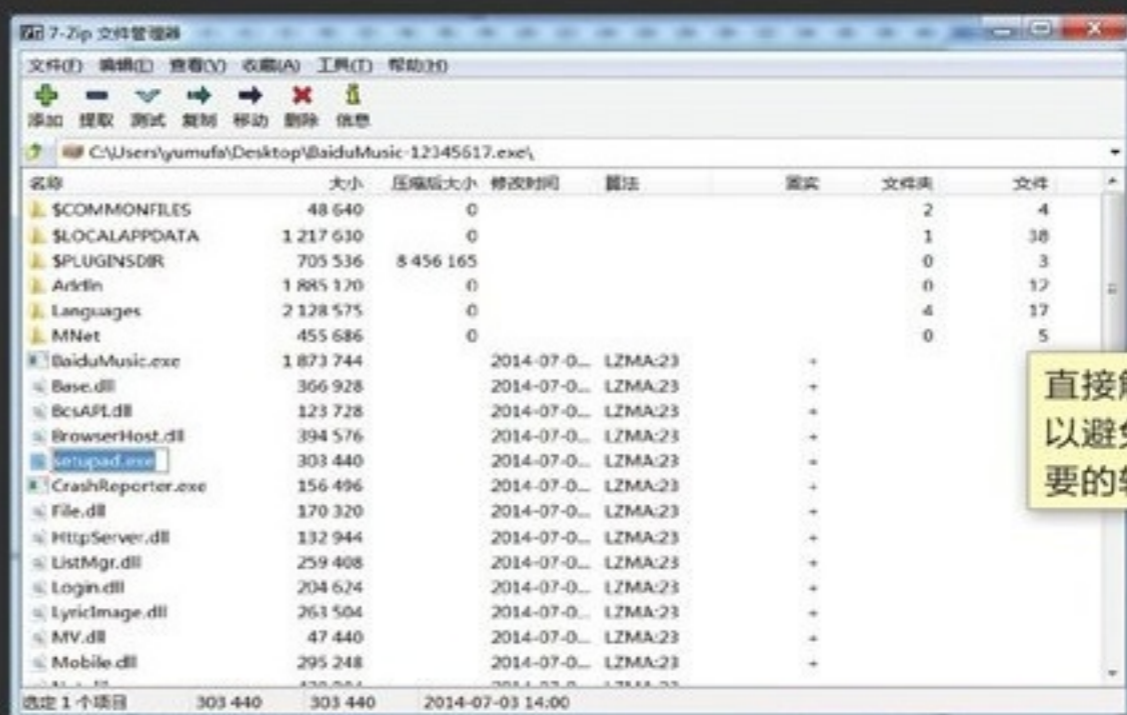 7-Zip 文件管理器
文件(F) 编辑(E) 查看(V) 收藏(A) 工具(T) 帮助(H)
添加 提取 测试 复制 移动 删除 信息
C:\Users\yumufa\Desktop\BaiduMusic-12345617.exe\
名称 大小 压缩后大小 修改时间 算法 固实 文件夹 文件
$COMMONFILES 48 640 0 2 4
$LOCALAPPDATA 1 217 630 0 1 38
$PLUGINSDIR 705 536 8 456 165 0 3
AddIn 1 885 120 0 0 12
Languages 2 128 575 0 4 17
MNet 455 686 0 0 5
BaiduMusic.exe 1 873 744 2014-07-0... LZMA:23 +
Base.dll 366 928 2014-07-0... LZMA:23 +
BcsAPI.dll 123 728 2014-07-0... LZMA:23 +
BrowserHost.dll 394 576 2014-07-0... LZMA:23 +
setupad.exe 303 440 2014-07-0... LZMA:23 +
CrashReporter.exe 156 496 2014-07-0... LZMA:23 +
File.dll 170 320 2014-07-0... LZMA:23 +
HttpServer.dll 132 944 2014-07-0... LZMA:23 +
ListMgr.dll 259 408 2014-07-0... LZMA:23 +
Login.dll 204 624 2014-07-0... LZMA:23 +
LyricImage.dll 263 504 2014-07-0... LZMA:23 +
MV.dll 47 440 2014-07-0... LZMA:23 +
Mobile.dll 295 248 2014-07-0... LZMA:23 +
选定 1 个项目 303 440 303 440 2014-07-03 14:00
直接
以避
要的